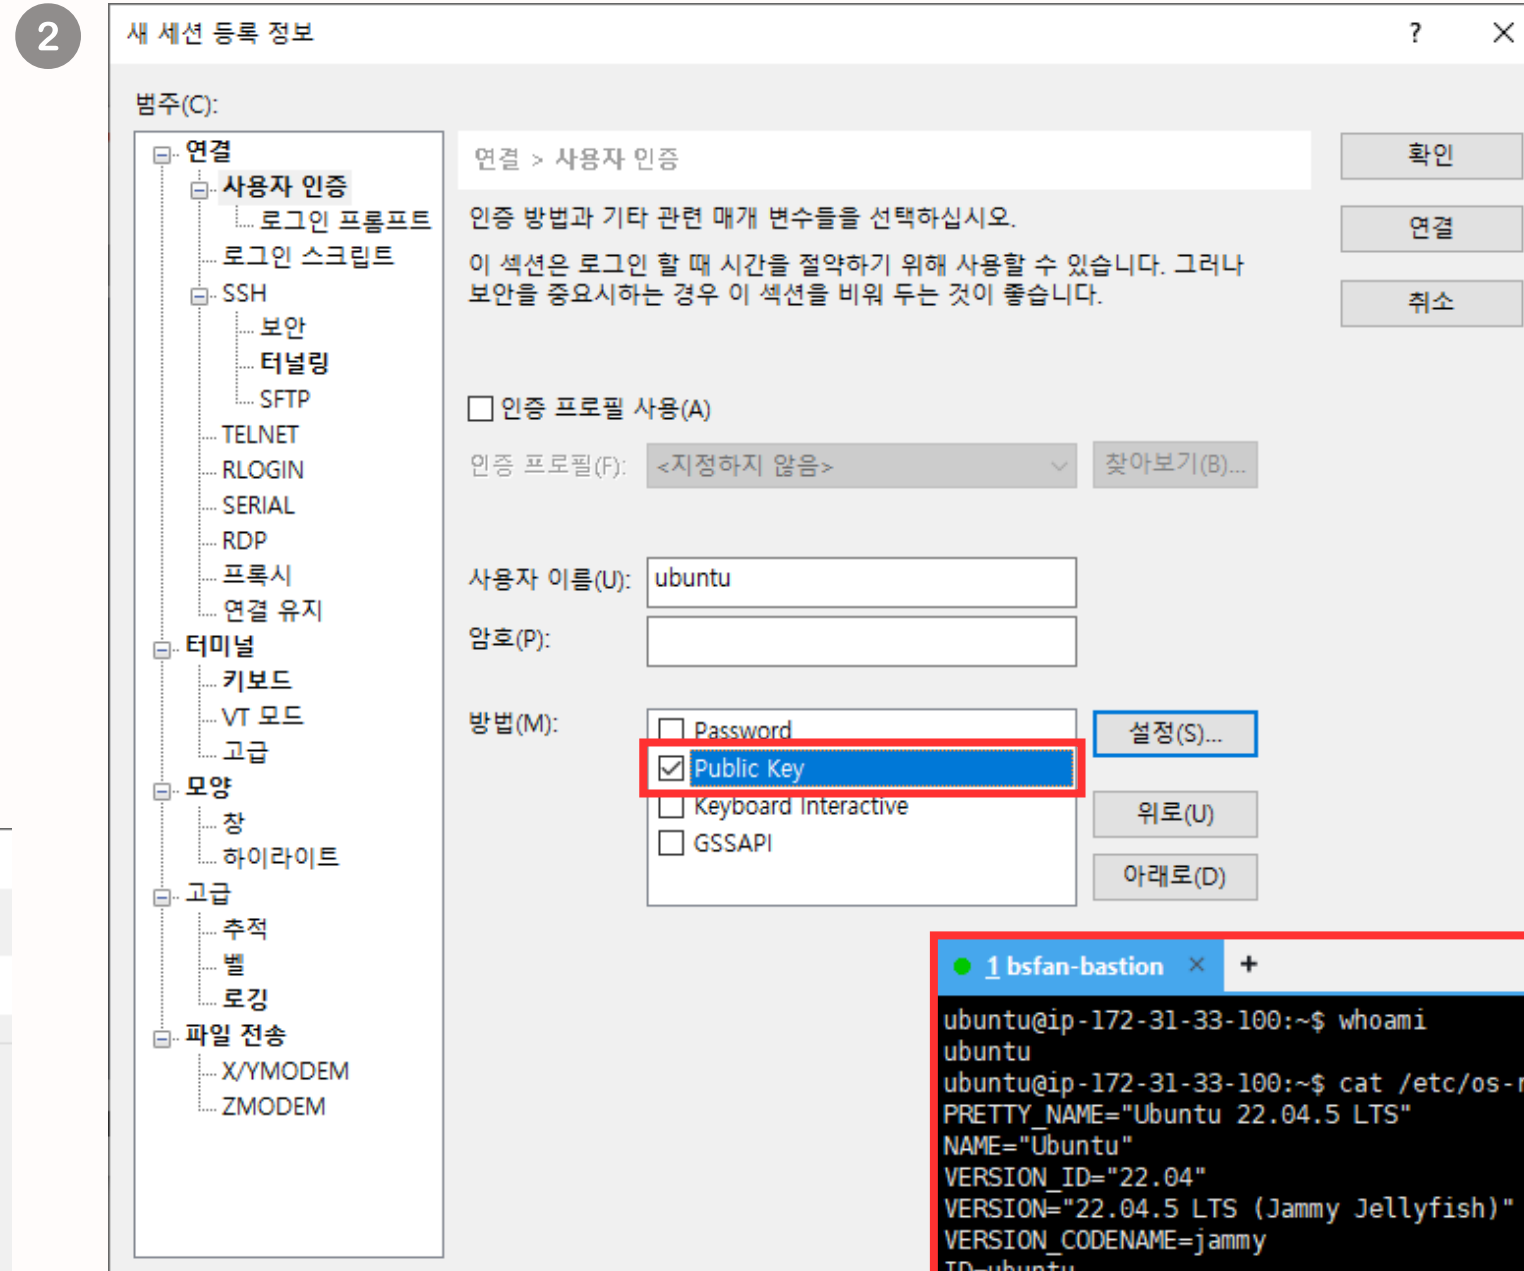 2
새 세션 등록 정보
?
범주(C):
연결
사용자 인증
로그인 프롬프트
로그인 스크립트
SSH
보안
터널링
SFTP
TELNET
RLOGIN
SERIAL
RDP
프록시
연결 유지
터미널
키보드
VT 모드
고급
모양
창
하이라이트
고급
추적
벨
로깅
파일 전송
X/YMODEM
ZMODEM
연결 > 사용자 인증
인증 방법과 기타 관련 매개 변수들을 선택하십시오.
이 섹션은 로그인 할 때 시간을 절약하기 위해 사용할 수 있습니다. 그러나
보안을 중요시하는 경우 이 섹션을 비워 두는 것이 좋습니다.
인증 프로필 사용(A)
인증 프로필(F): <지정하지 않음> 찾아보기(B)...
사용자 이름(U): ubuntu
암호(P):
방법(M):
Password
Public Key
Keyboard Interactive
GSSAPI
설정(S)...
위로(U)
아래로(D)
확인
연결
취소
1 bsfan-bastion × +
ubuntu@ip-172-31-33-100:~$ whoami
ubuntu
ubuntu@ip-172-31-33-100:~$ cat /etc/os-r
PRETTY_NAME="Ubuntu 22.04.5 LTS"
NAME="Ubuntu"
VERSION_ID="22.04"
VERSION="22.04.5 LTS (Jammy Jellyfish)"
VERSION_CODENAME=jammy
ID=ubuntu